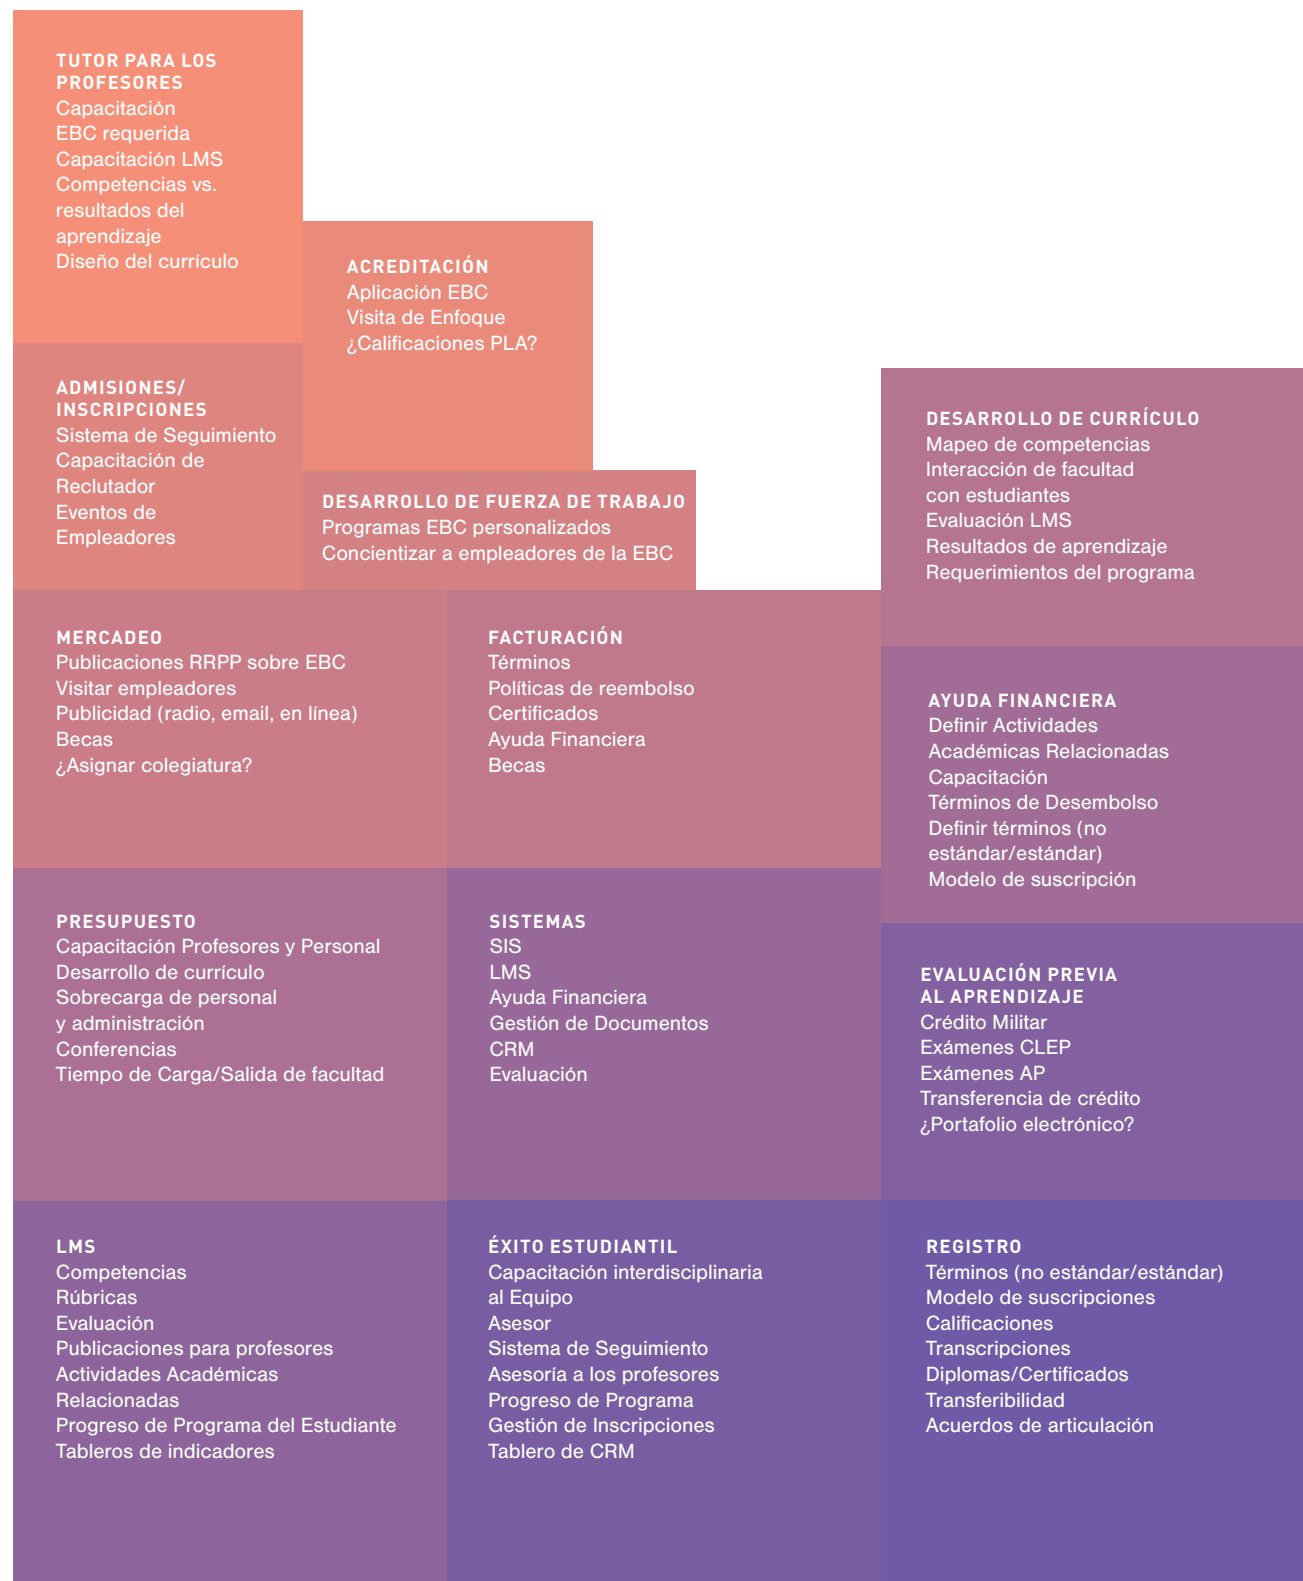 TUTOR PARA LOS
PROFESORES
Capacitación
EBC requerida
Capacitación LMS
Competencias vs.
resultados del
aprendizaje
Diseño del currículo
ACREDITACIÓN
Aplicación EBC
Visita de Enfoque
¿Calificaciones PLA?
ADMISIONES/
INSCRIPCIONES
Sistema de Seguimiento
Capacitación de
Reclutador
Eventos de
Empleadores
DESARROLLO DE FUERZA DE TRABAJO
Programas EBC personalizados
Concientizar a empleadores de la EBC
DESARROLLO DE CURRÍCULO
Mapeo de competencias
Interacción de facultad
con estudiantes
Evaluación LMS
Resultados de aprendizaje
Requerimientos del programa
MERCADEO
Publicaciones RRPP sobre EBC
Visitar empleadores
Publicidad (radio, email, en línea)
Becas
¿Asignar colegiatura?
FACTURACIÓN
Términos
Políticas de reembolso
Certificados
Ayuda Financiera
Becas
AYUDA FINANCIERA
Definir Actividades
Académicas Relacionadas
Capacitación
Términos de Desembolso
Definir términos (no
estándar/estándar)
Modelo de suscripción
PRESUPUESTO
Capacitación Profesores y Personal
Desarrollo de currículo
Sobrecarga de personal
y administración
Conferencias
Tiempo de Carga/Salida de facultad
SISTEMAS
SIS
LMS
Ayuda Financiera
Gestión de Documentos
CRM
Evaluación
EVALUACIÓN PREVIA
AL APRENDIZAJE
Crédito Militar
Exámenes CLEP
Exámenes AP
Transferencia de crédito
¿Portafolio electrónico?
LMS
Competencias
Rúbricas
Evaluación
Publicaciones para profesores
Actividades Académicas
Relacionadas
Progreso de Programa del Estudiante
Tableros de indicadores
ÉXITO ESTUDIANTIL
Capacitación interdisciplinaria
al Equipo
Asesor
Sistema de Seguimiento
Asesoría a los profesores
Progreso de Programa
Gestión de Inscripciones
Tablero de CRM
REGISTRO
Términos (no estándar/estándar)
Modelo de suscripciones
Calificaciones
Transcripciones
Diplomas/Certificados
Transferibilidad
Acuerdos de articulación